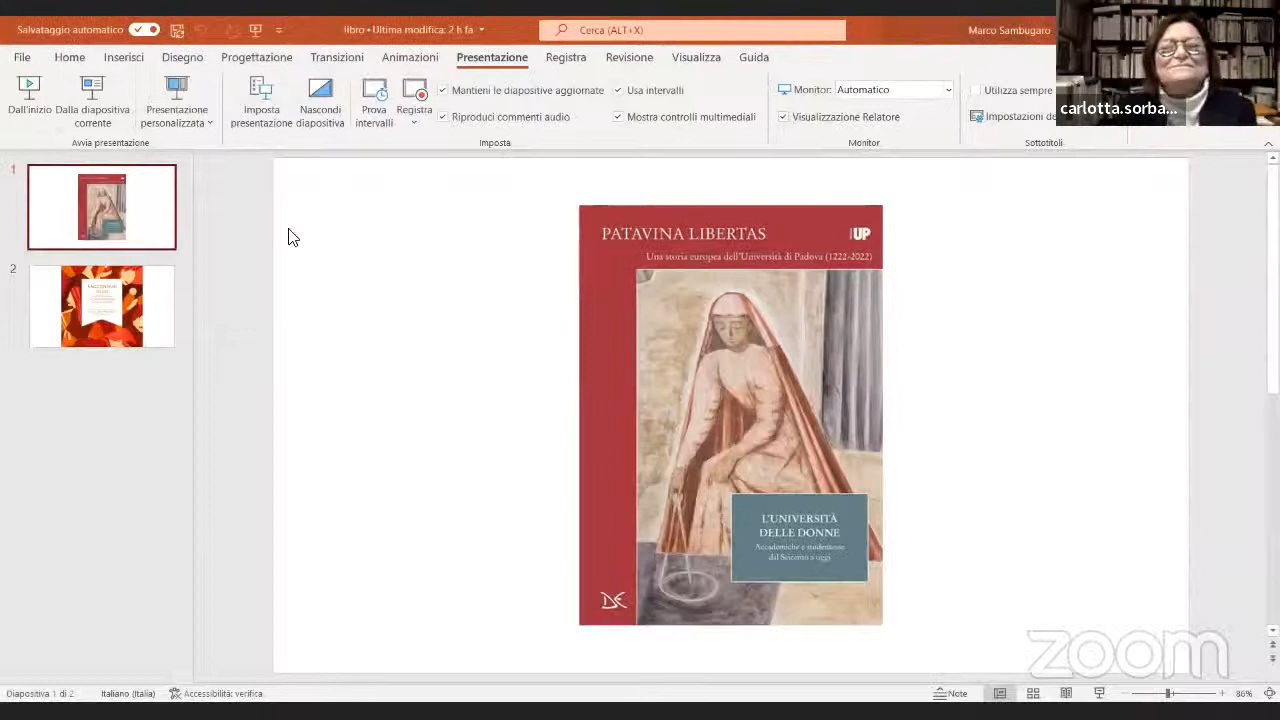 Salvataggio automatico
libro • Ultima modifica: 2 h fa
Cerca (ALT+X)
Marco Sambugaro
File Home Inserisci Disegno Progettazione Transizioni Animazioni Presentazione Registra Revisione Visualizza Guida
Dall'inizio
Dalla diapositiva corrente
Presentazione personalizzata
Imposta presentazione
Nascondi diapositiva
Prova intervalli
Registra
Mantieni le diapositive aggiornate
Riproduci commenti audio
Usa intervalli
Mostra controlli multimediali
Monitor: Automatico
Visualizzazione Relatore
Utilizza sempre
Impostazioni de
Avvia presentazione
Imposta
Monitor
Sottotitoli
carlotta.sorba...
1
2
PATAVINA LIBERTAS
UP
Una storia europea dell'Università di Padova (1222-2022)
L'UNIVERSITÀ
DELLE DONNE
Accademiche e studentesse
dal Seicento a oggi
zoom
Diapositiva 1 di 2
Italiano (Italia)
Accessibilità: verifica
Note
86%